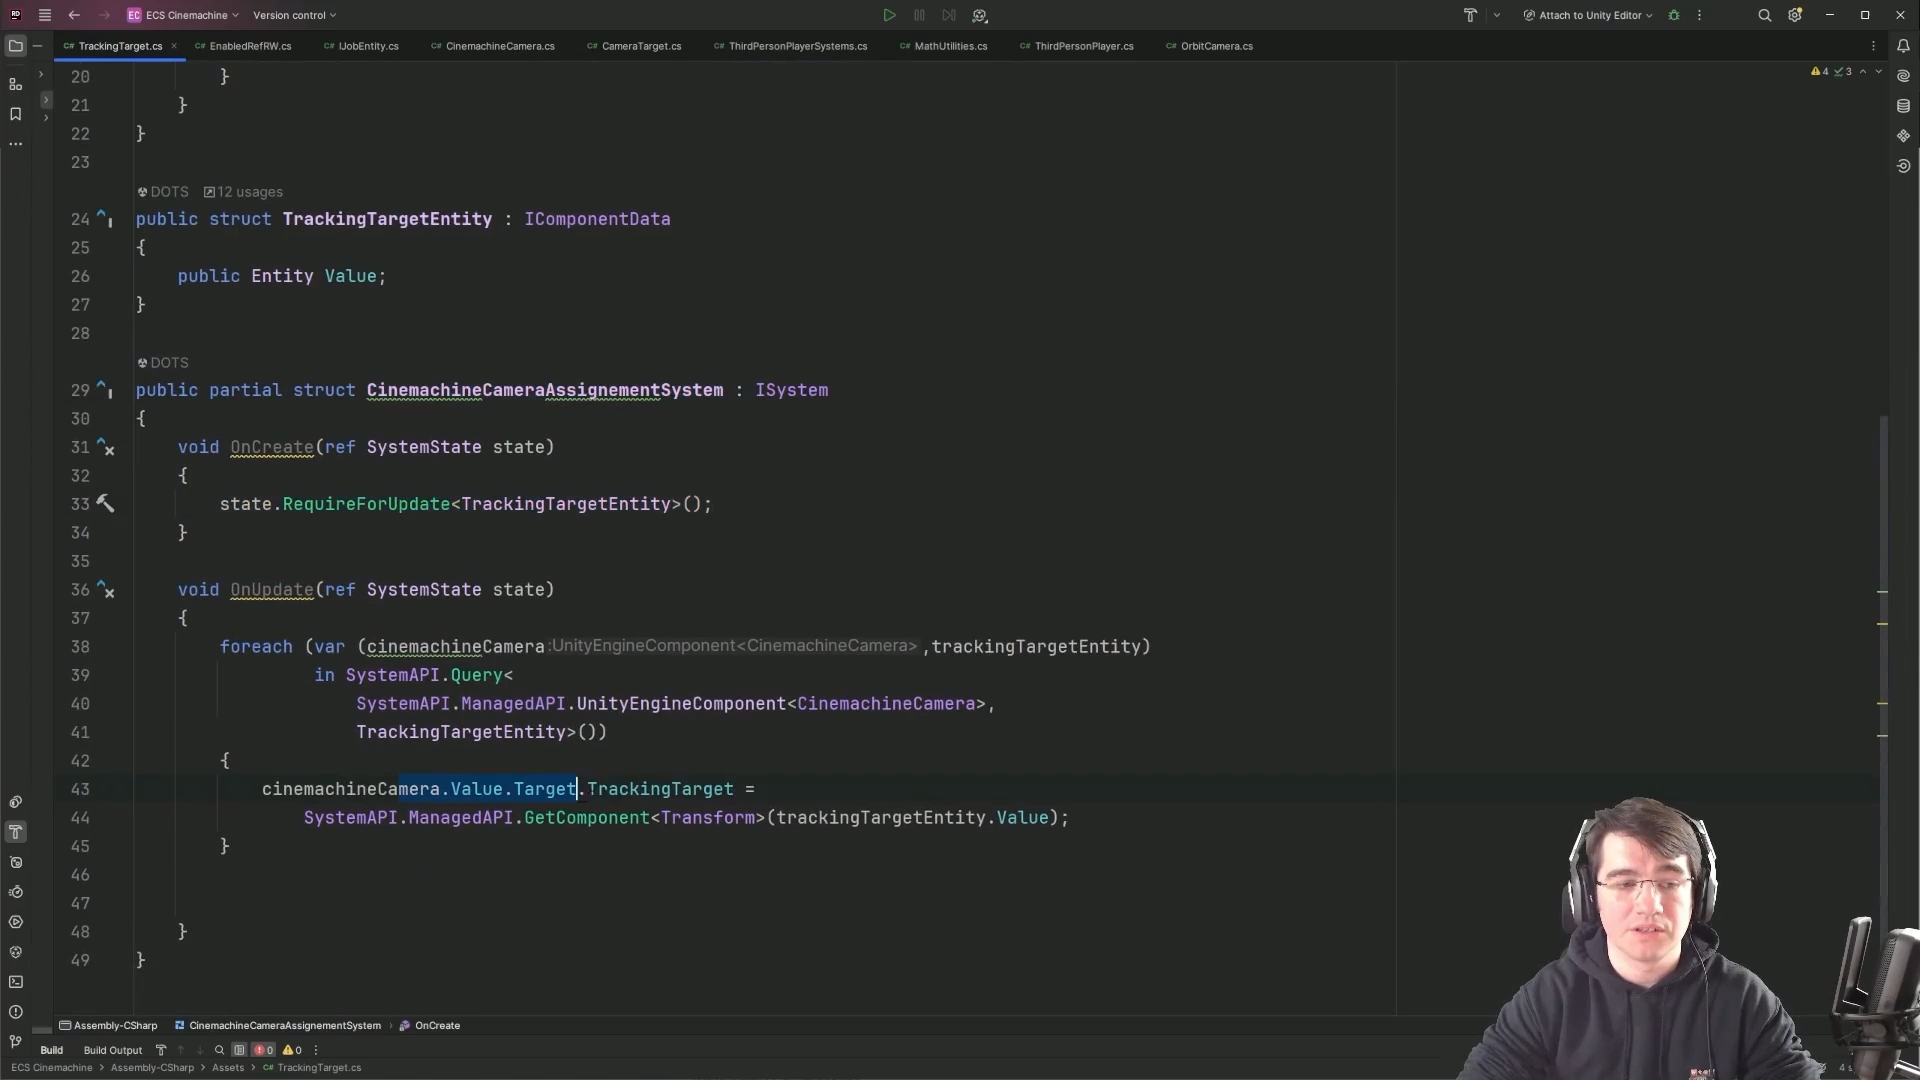 RD EC ECS Cinemachine Version control Attach to Unity Editor
C# TrackingTarget.cs C# EnabledRefRW.cs C# IJobEntity.cs C# CinemachineCamera.cs C# CameraTarget.cs C# ThirdPersonPlayerSystems.cs C# MathUtilities.cs C# ThirdPersonPlayer.cs C# OrbitCamera.cs
4 3
20 }
21 }
22 }
23
DOTS 12 usages
24 public struct TrackingTargetEntity : IComponentData
25 {
26 public Entity Value;
27 }
28
DOTS
29 public partial struct CinemachineCameraAssignementSystem : ISystem
30 {
31 void OnCreate(ref SystemState state)
32 {
33 state.RequireForUpdate<TrackingTargetEntity>();
34 }
35
36 void OnUpdate(ref SystemState state)
37 {
38 foreach (var (cinemachineCamera :UnityEngineComponent<CinemachineCamera> ,trackingTargetEntity)
39 in SystemAPI.Query<
40 SystemAPI.ManagedAPI.UnityEngineComponent<CinemachineCamera>,
41 TrackingTargetEntity>())
42 {
43 cinemachineCamera.Value.Target.TrackingTarget =
44 SystemAPI.ManagedAPI.GetComponent<Transform>(trackingTargetEntity.Value);
45 }
46
47
48 }
49 }
Assembly-CSharp CinemachineCameraAssignementSystem > OnCreate
Build Build Output 0 0
ECS Cinemachine > Assembly-CSharp > Assets > C# TrackingTarget.cs